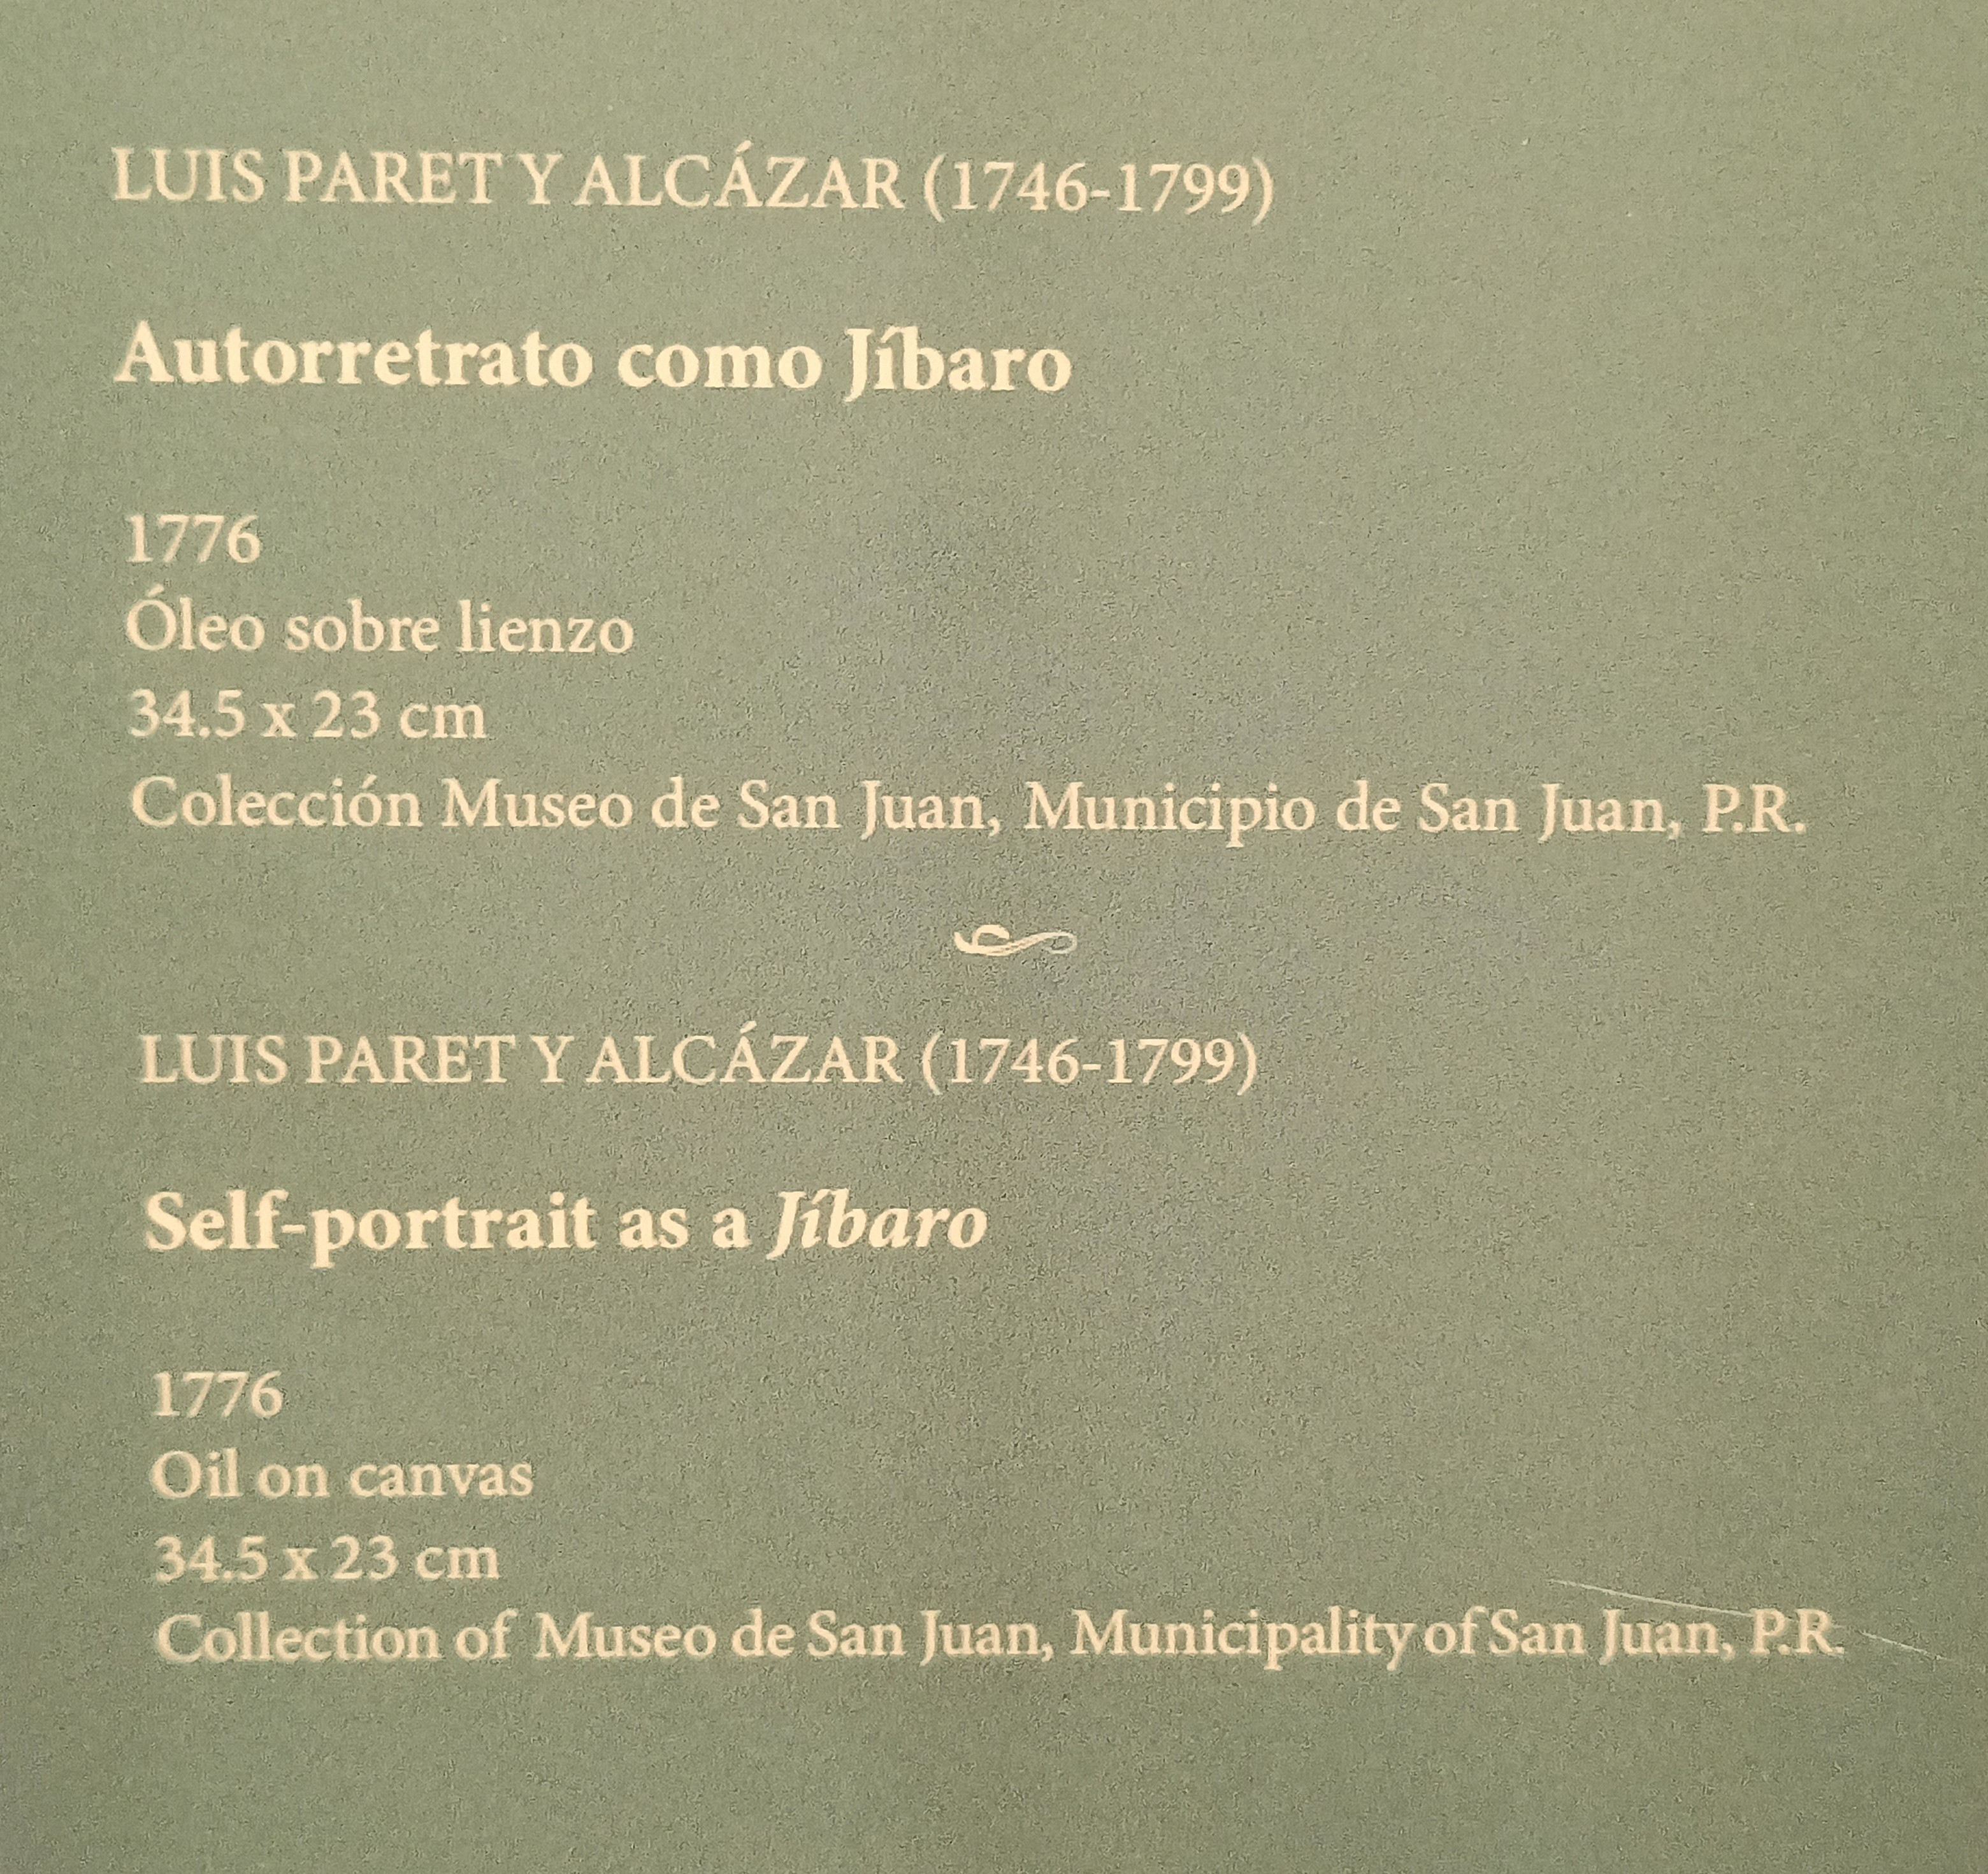 LUIS PARET Y ALCÁZAR (1746-1799)
Autorretrato como Jíbaro
1776
Óleo sobre lienzo
34.5 x 23 cm
Colección Museo de San Juan, Municipio de San Juan, P.R.
LUIS PARET Y ALCÁZAR (1746-1799)
Self-portrait as a Jíbaro
1776
Oil on canvas
34.5 x 23 cm
Collection of Museo de San Juan, Municipality of San Juan, P.R.